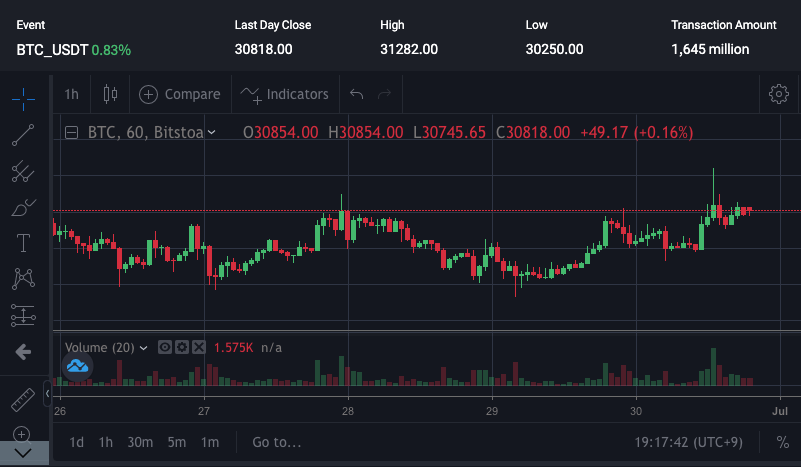 Event Last Day Close High Low Transaction Amount
BTC_USDT 0.83% 30818.00 31282.00 30250.00 1,645 million
1h Compare Indicators
BTC, 60, Bitstoa O30854.00 H30854.00 L30745.65 C30818.00 +49.17 (+0.16%)
T
Volume (20) 1.575K n/a
26 27 28 29 30 Jul
1d 1h 30m 5m 1m Go to... 19:17:42 (UTC+9) %